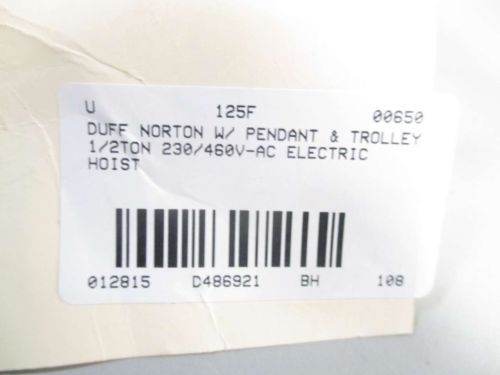 U 125F 00650
DUFF NORTON W/ PENDANT & TROLLEY
1/2TON 230/460V-AC ELECTRIC
HOIST
012815 D486921 BH 108